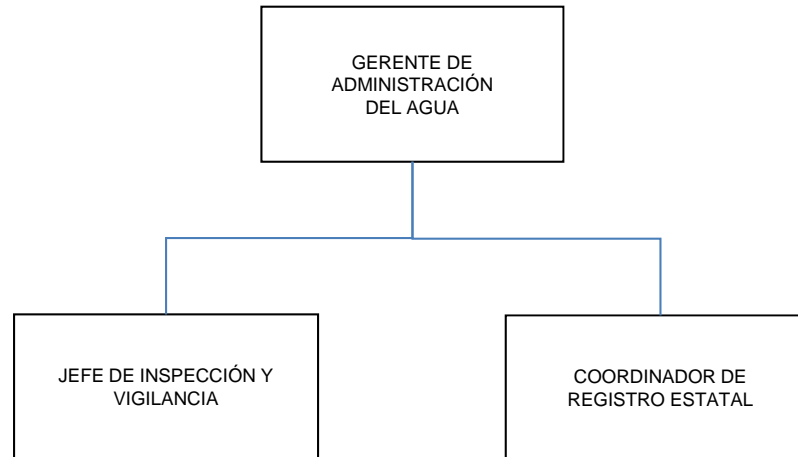 GERENTE DE
ADMINISTRACIÓN
DEL AGUA
JEFE DE INSPECCIÓN Y
VIGILANCIA
COORDINADOR DE
REGISTRO ESTATAL